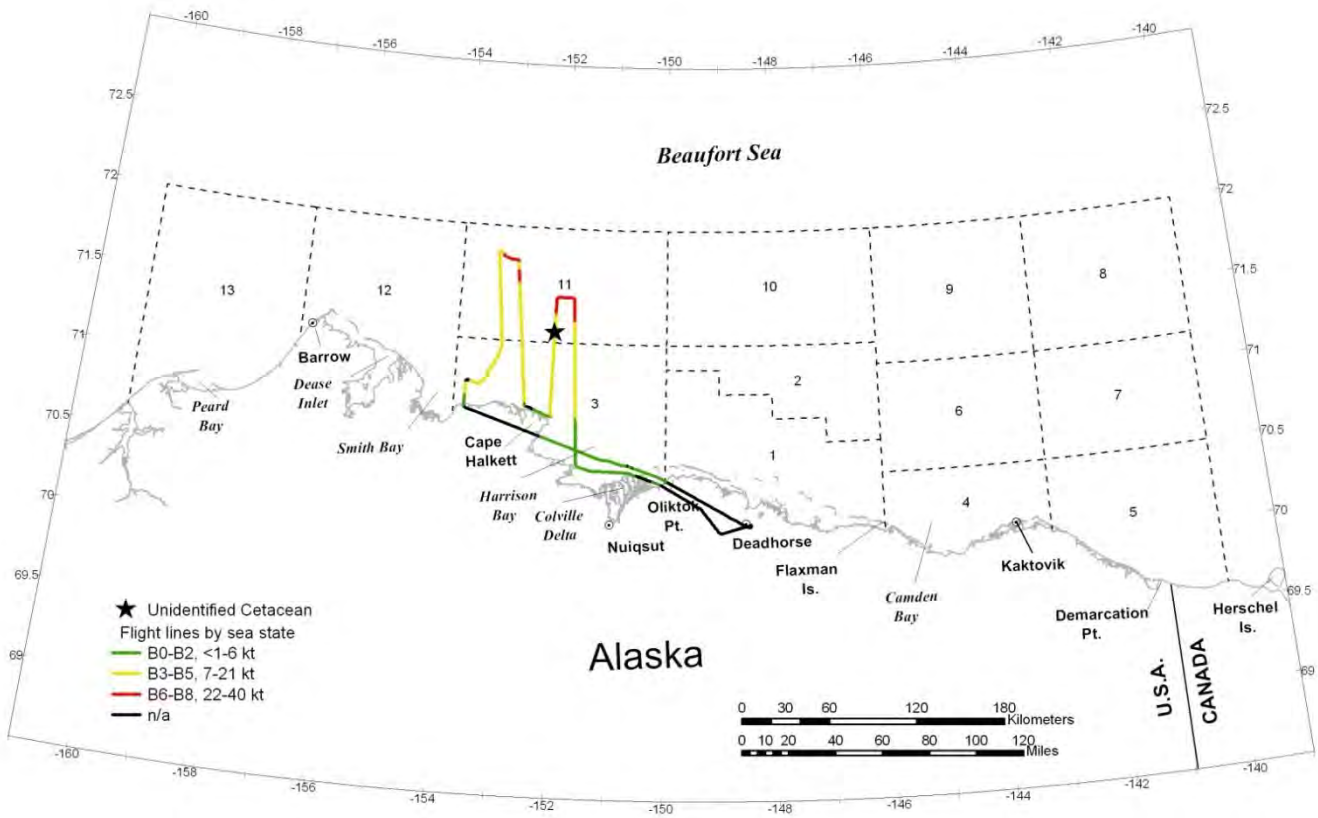 -160
-158
-156
-154
-152
-150
-148
-146
-144
-142
-140
72.5
72.5
72
72
71.5
71.5
71
71
70.5
70.5
70
70
69.5
69.5
69
69
Beaufort Sea
13
12
11
10
9
8
3
2
1
6
7
4
5
Barrow
Dease
Inlet
Peard
Bay
Smith Bay
Cape
Halkett
Harrison
Bay
Colville
Delta
Oliktok
Pt.
Nuiqsut
Deadhorse
Flaxman
Is.
Camden
Bay
Kaktovik
Demarcation
Pt.
Herschel
Is.
Unidentified Cetacean
Flight lines by sea state
B0-B2, <1-6 kt
B3-B5, 7-21 kt
B6-B8, 22-40 kt
n/a
Alaska
U.S.A.
CANADA
0 30 60 120 180
Kilometers
0 10 20 40 60 80 100 120
Miles
-160
-158
-156
-154
-152
-150
-148
-146
-144
-142
-140